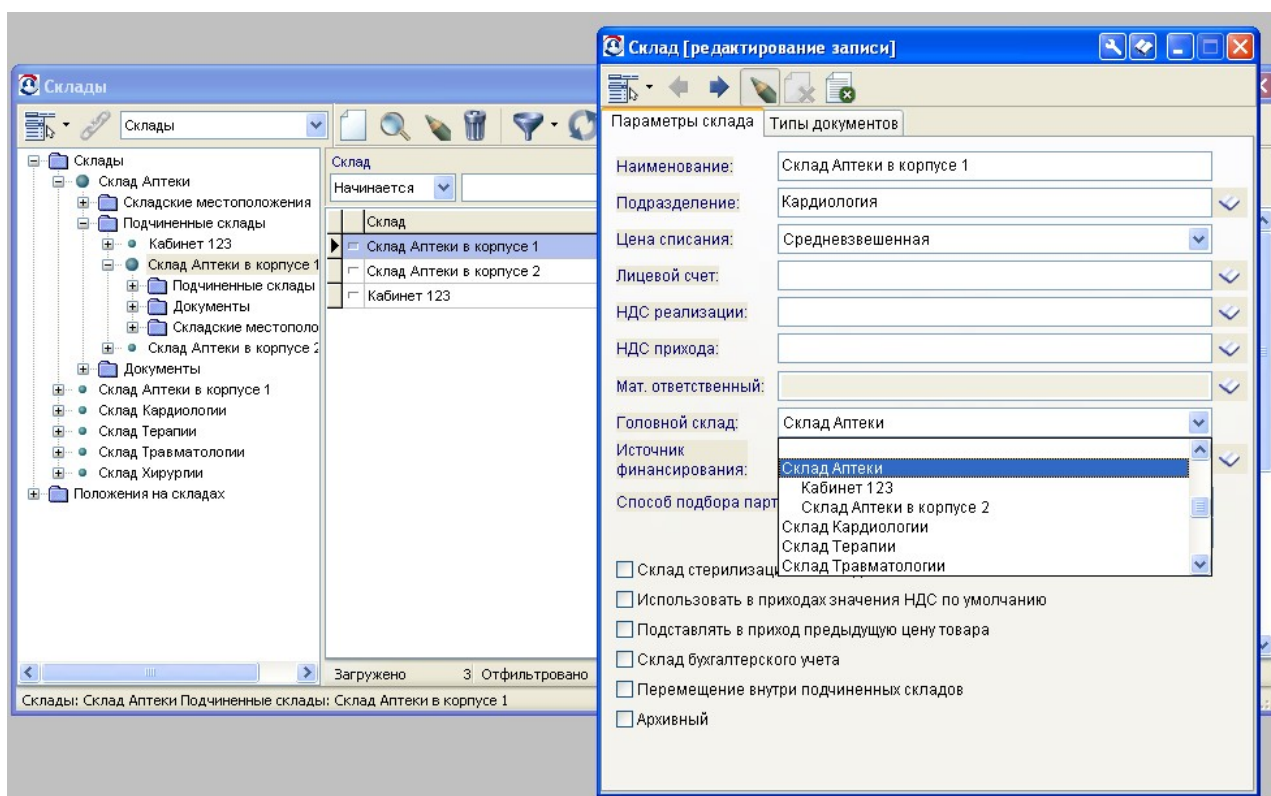 Склады
Склады
Склады
Склад Аптеки
Складские местоположения
Подчиненные склады
Кабинет 123
Склад Аптеки в корпусе 1
Подчиненные склады
Документы
Складские местополо
Склад Аптеки в корпусе 2
Документы
Склад Аптеки в корпусе 1
Склад Кардиологии
Склад Терапии
Склад Травматологии
Склад Хирургии
Положения на складах
Склад
Начинается
Склад
Склад Аптеки в корпусе 1
Склад Аптеки в корпусе 2
Кабинет 123
Загружено 3 Отфильтровано
Склады: Склад Аптеки Подчиненные склады: Склад Аптеки в корпусе 1
Склад [редактирование записи]
Параметры склада Типы документов
Наименование: Склад Аптеки в корпусе 1
Подразделение: Кардиология
Цена списания: Средневзвешенная
Лицевой счет:
НДС реализации:
НДС прихода:
Мат. ответственный:
Головной склад: Склад Аптеки
Источник
финансирования:
Способ подбора парт
Склад Аптеки
Кабинет 123
Склад Аптеки в корпусе 2
Склад Кардиологии
Склад Терапии
Склад Травматологии
Склад стерилизаци
Использовать в приходах значения НДС по умолчанию
Подставлять в приход предыдущую цену товара
Склад бухгалтерского учета
Перемещение внутри подчиненных складов
Архивный